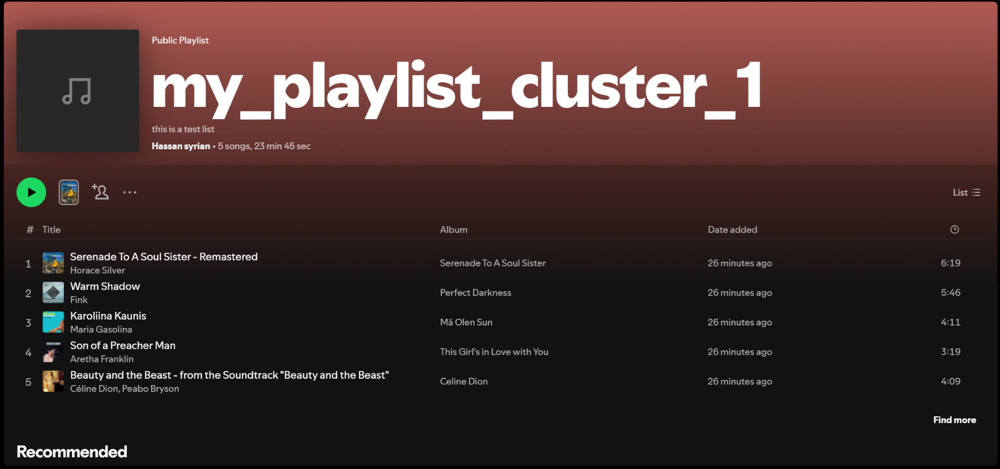 Public Playlist
my_playlist_cluster_1
this is a test list
Hassan syrian • 5 songs, 23 min 45 sec
List
# Title Album Date added
1 Serenade To A Soul Sister - Remastered
Horace Silver
Serenade To A Soul Sister 26 minutes ago 6:19
2 Warm Shadow
Fink
Perfect Darkness 26 minutes ago 5:46
3 Karoliina Kaunis
Maria Gasolina
Mä Olen Sun 26 minutes ago 4:11
4 Son of a Preacher Man
Aretha Franklin
This Girl's in Love with You 26 minutes ago 3:19
5 Beauty and the Beast - from the Soundtrack "Beauty and the Beast"
Céline Dion, Peabo Bryson
Celine Dion 26 minutes ago 4:09
Find more
Recommended